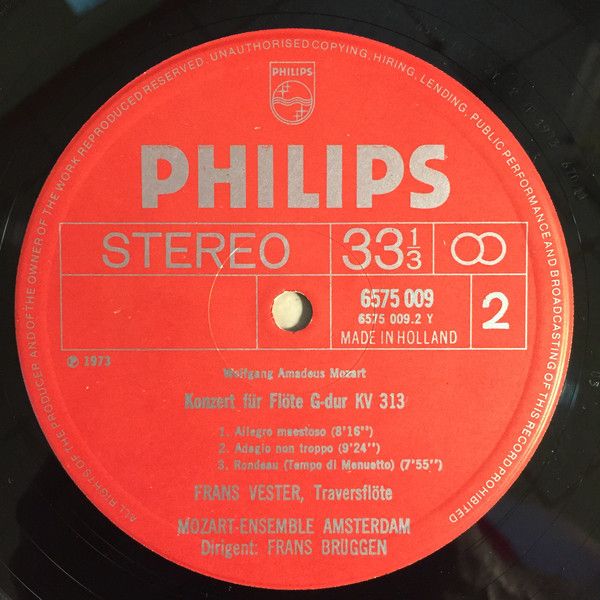 ALL RIGHTS OF THE PRODUCER AND OF THE OWNER OF THE WORK REPRODUCED RESERVED. UNAUTHORISED COPYING, HIRING, LENDING, PUBLIC PERFORMANCE AND BROADCASTING OF THIS RECORD PROHIBITED
PHILIPS
PHILIPS
STEREO 33 1/3
6575 009
6575 009.2 Y
MADE IN HOLLAND
2
℗ 1973
Wolfgang Amadeus Mozart
Konzert für Flöte G-dur KV 313
1. Allegro maestoso (8'16'')
2. Adagio non troppo (9'24'')
3. Rondeau (Tempo di Menuetto) (7'55'')
FRANS VESTER, Traversflöte
MOZART-ENSEMBLE AMSTERDAM
Dirigent: FRANS BRÜGGEN